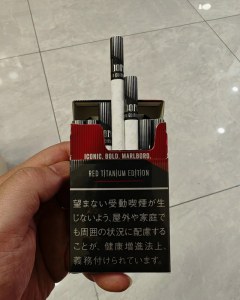 ICONIC. BOLD. MARLBORO.
RED TITANIUM EDITION
望まない受動喫煙が生
じないよう、屋外や家庭で
も周囲の状況に配慮する
ことが、健康増進法上、
義務付けられています。